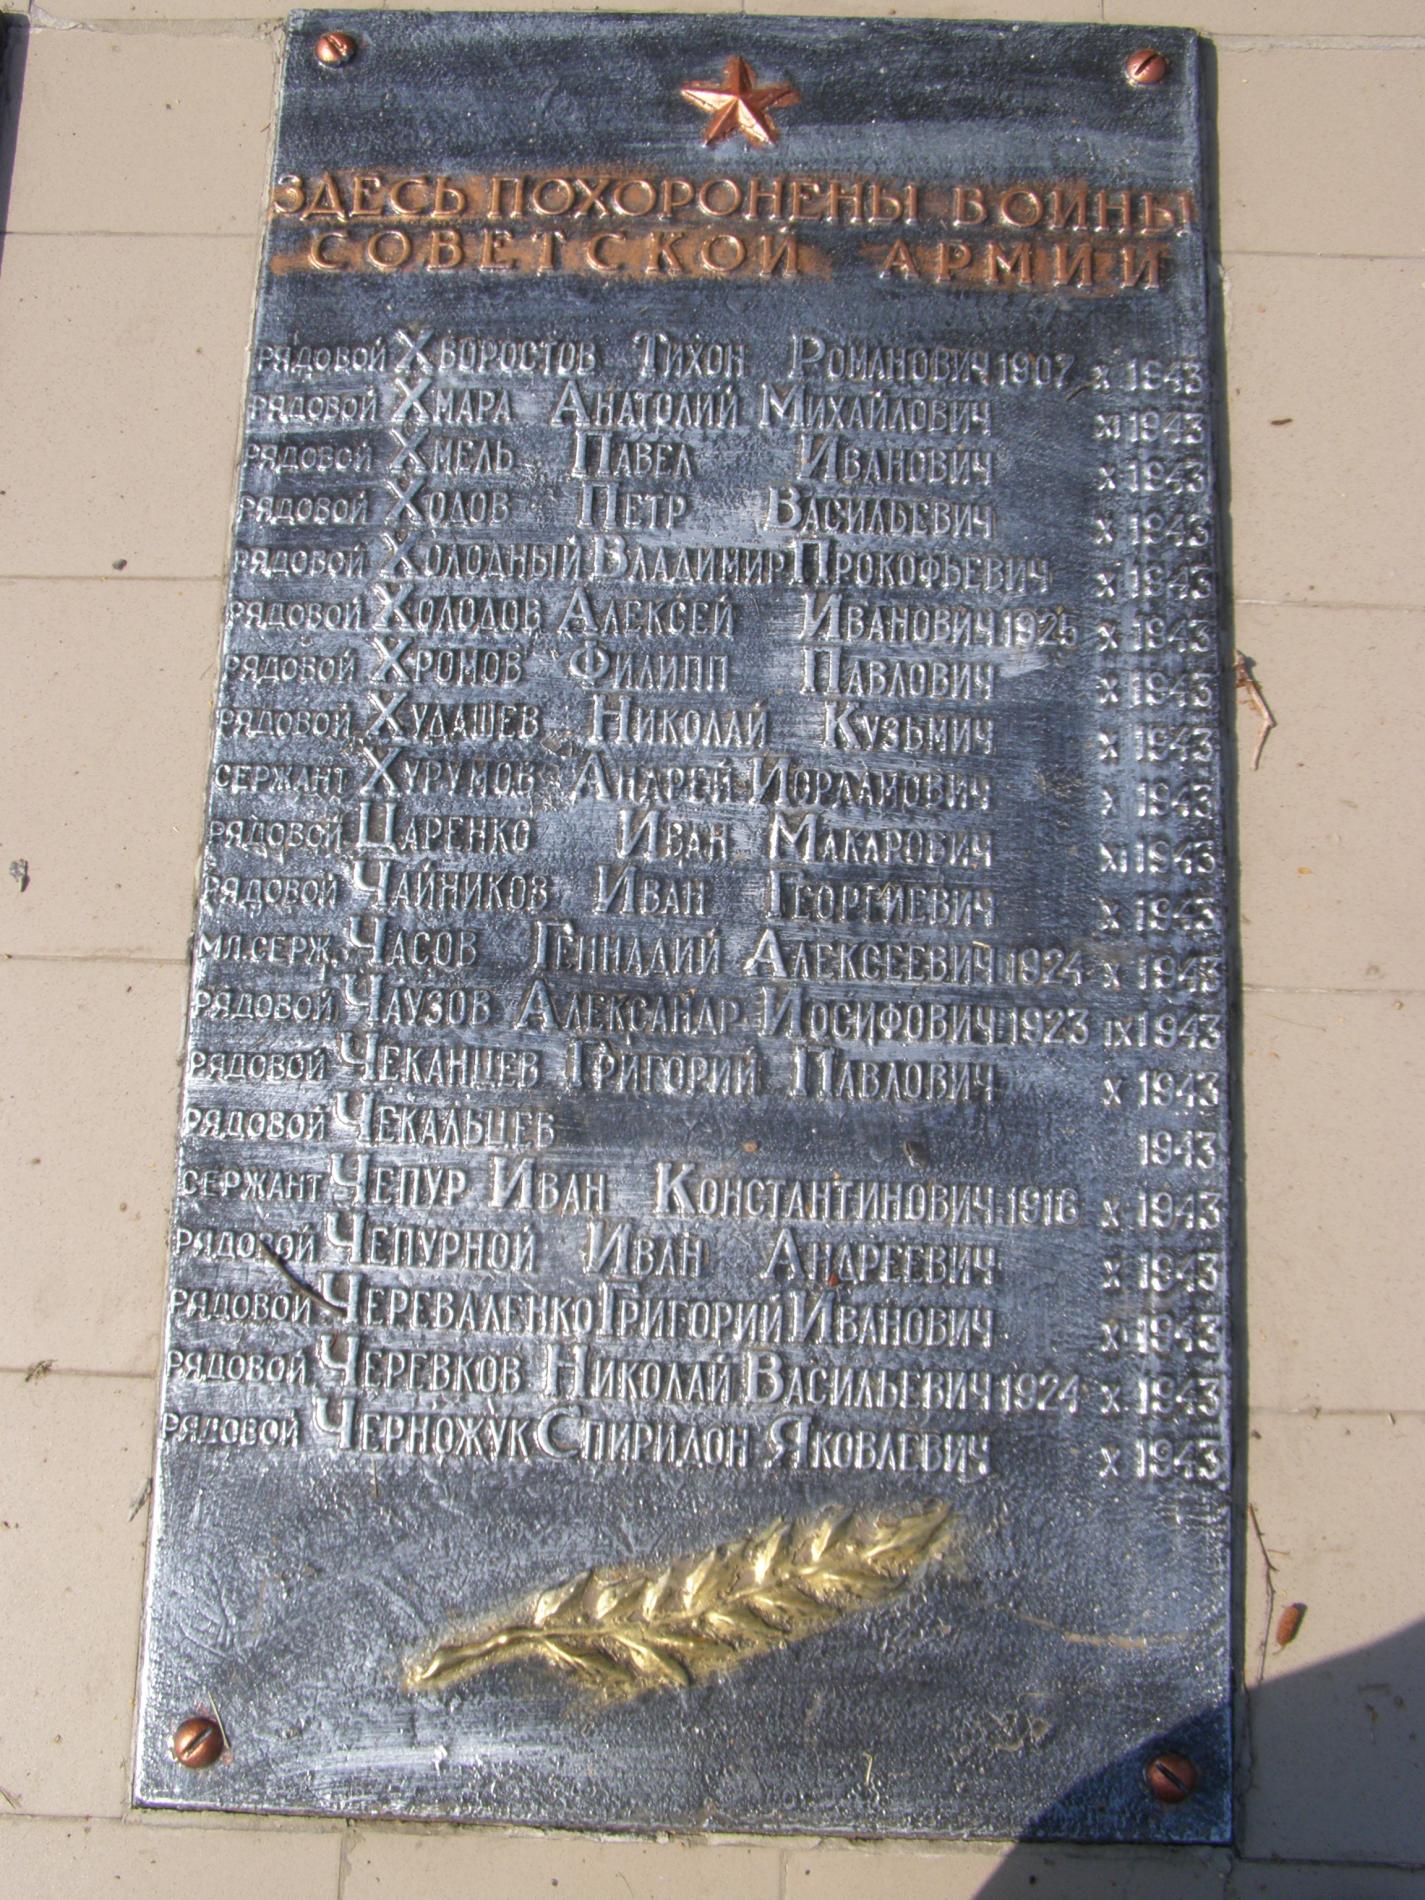 ЗДЕСЬ ПОХОРОНЕНЫ ВОИНЫ
СОВЕТСКОЙ АРМИИ
РЯДОВОЙ ХВОРОСТОВ ТИХОН РОМАНОВИЧ 1907 X 1943
РЯДОВОЙ ХМАРА АНАТОЛИЙ МИХАЙЛОВИЧ XI 1943
РЯДОВОЙ ХМЕЛЬ ПАВЕЛ ИВАНОВИЧ X 1943
РЯДОВОЙ ХОЛОВ ПЕТР ВАСИЛЬЕВИЧ X 1943
РЯДОВОЙ ХОЛОДНЫЙ ВЛАДИМИР ПРОКОФЬЕВИЧ X 1943
РЯДОВОЙ ХОЛОДОВ АЛЕКСЕЙ ИВАНОВИЧ 1925 X 1943
РЯДОВОЙ ХРОМОВ ФИЛИПП ПАВЛОВИЧ X 1943
РЯДОВОЙ ХУДАШЕВ НИКОЛАЙ КУЗЬМИЧ X 1943
СЕРЖАНТ ХУРУМОВ АНДРЕЙ ИОРДАМОВИЧ X 1943
РЯДОВОЙ ЦАРЕНКО ИВАН МАКАРОВИЧ XI 1943
РЯДОВОЙ ЧАЙНИКОВ ИВАН ГЕОРГИЕВИЧ X 1943
МЛ.СЕРЖ. ЧАСОВ ГЕННАДИЙ АЛЕКСЕЕВИЧ 1924 X 1943
РЯДОВОЙ ЧАУЗОВ АЛЕКСАНДР ИОСИФОВИЧ 1923 IX 1943
РЯДОВОЙ ЧЕКАНЦЕВ ГРИГОРИЙ ПАВЛОВИЧ X 1943
РЯДОВОЙ ЧЕКАЛЬЦЕВ 1943
СЕРЖАНТ ЧЕПУР ИВАН КОНСТАНТИНОВИЧ 1916 X 1943
РЯДОВОЙ ЧЕПУРНОЙ ИВАН АНДРЕЕВИЧ X 1943
РЯДОВОЙ ЧЕРЕВАЛЕНКО ГРИГОРИЙ ИВАНОВИЧ X 1943
РЯДОВОЙ ЧЕРЕВКОВ НИКОЛАЙ ВАСИЛЬЕВИЧ 1924 X 1943
РЯДОВОЙ ЧЕРНОЖУК СПИРИДОН ЯКОВЛЕВИЧ X 1943